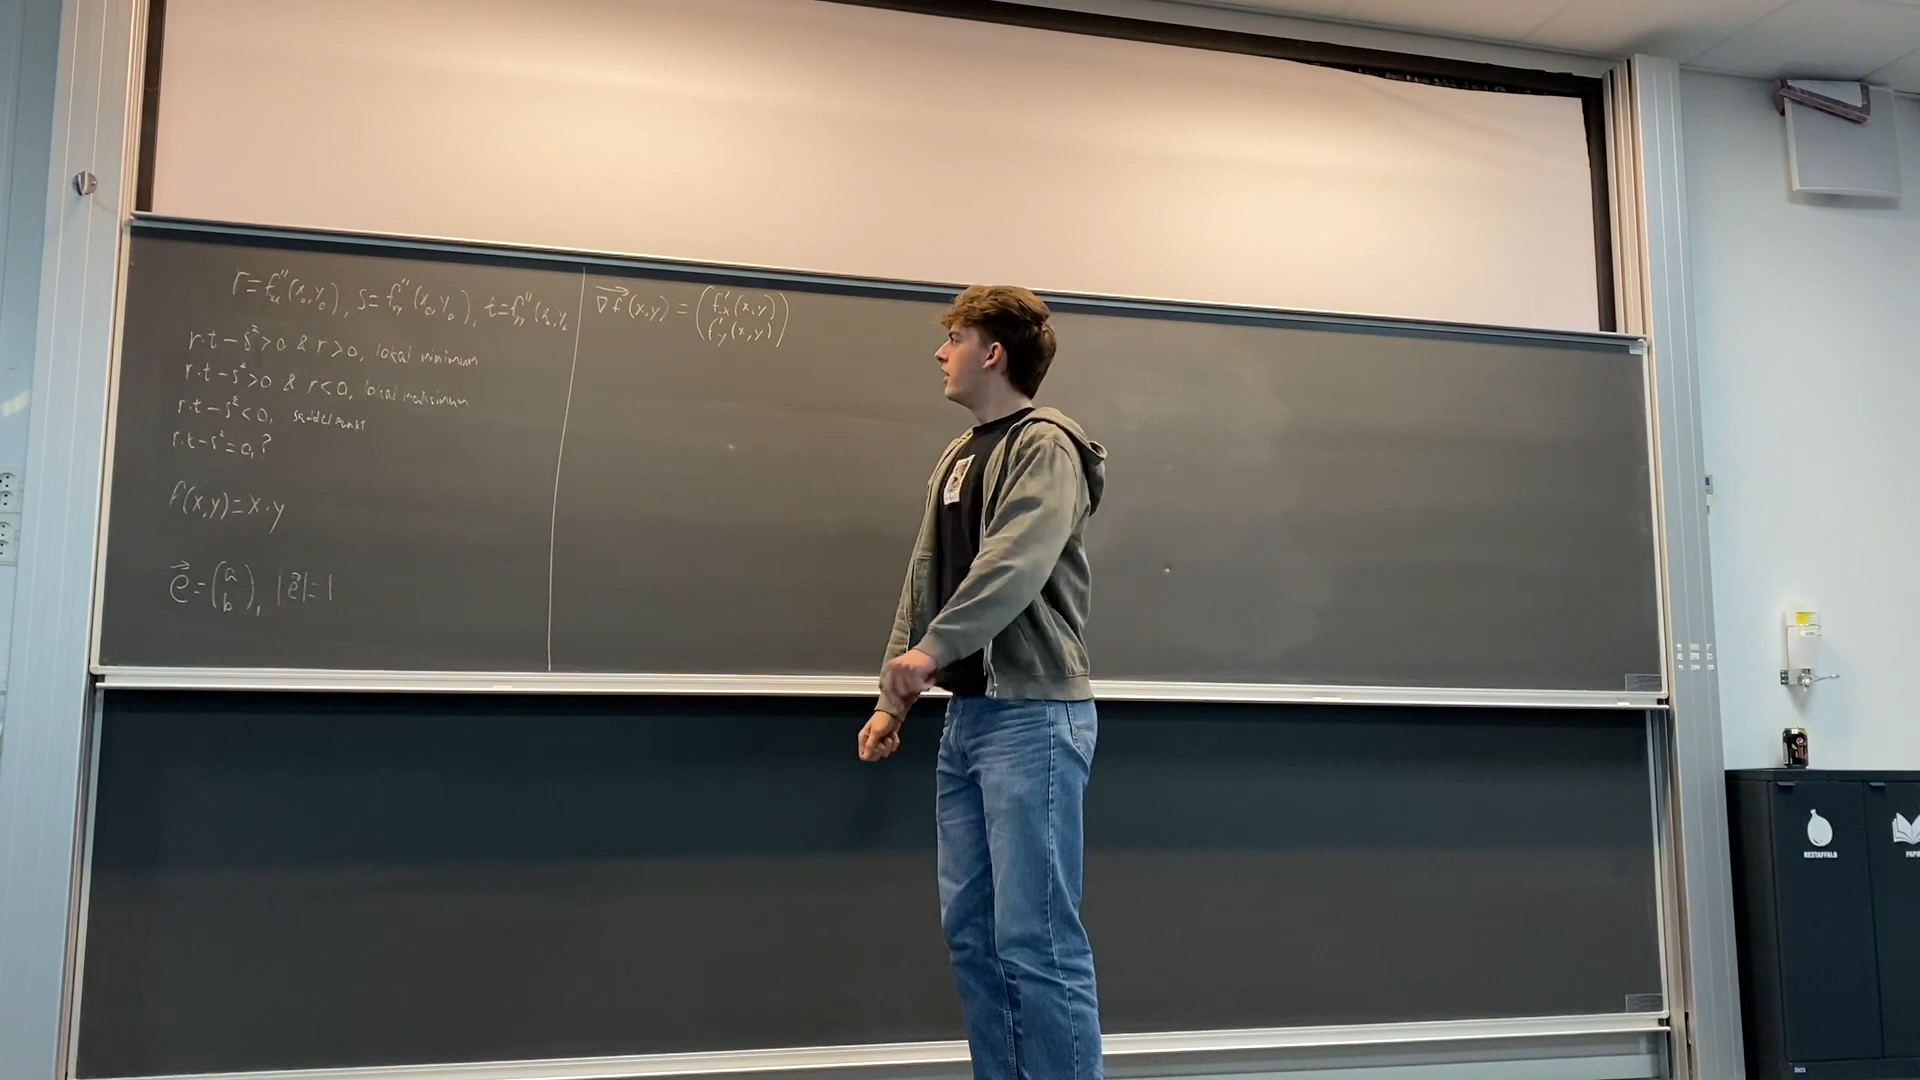 r=f''xx(x₀,y₀), s=f''xy(x₀,y₀), t=f''yy(x₀,y₀
r·t-s²>0 & r>0, lokal minimum
r·t-s²>0 & r<0, lokal maksimum
r·t-s²<0, saddelpunkt
r·t-s²=0, ?
f(x,y)=x·y
e⃗=(a b), |e⃗|=1
∇f(x,y) = (f'x(x,y) f'y(x,y))
RESTAFFALD